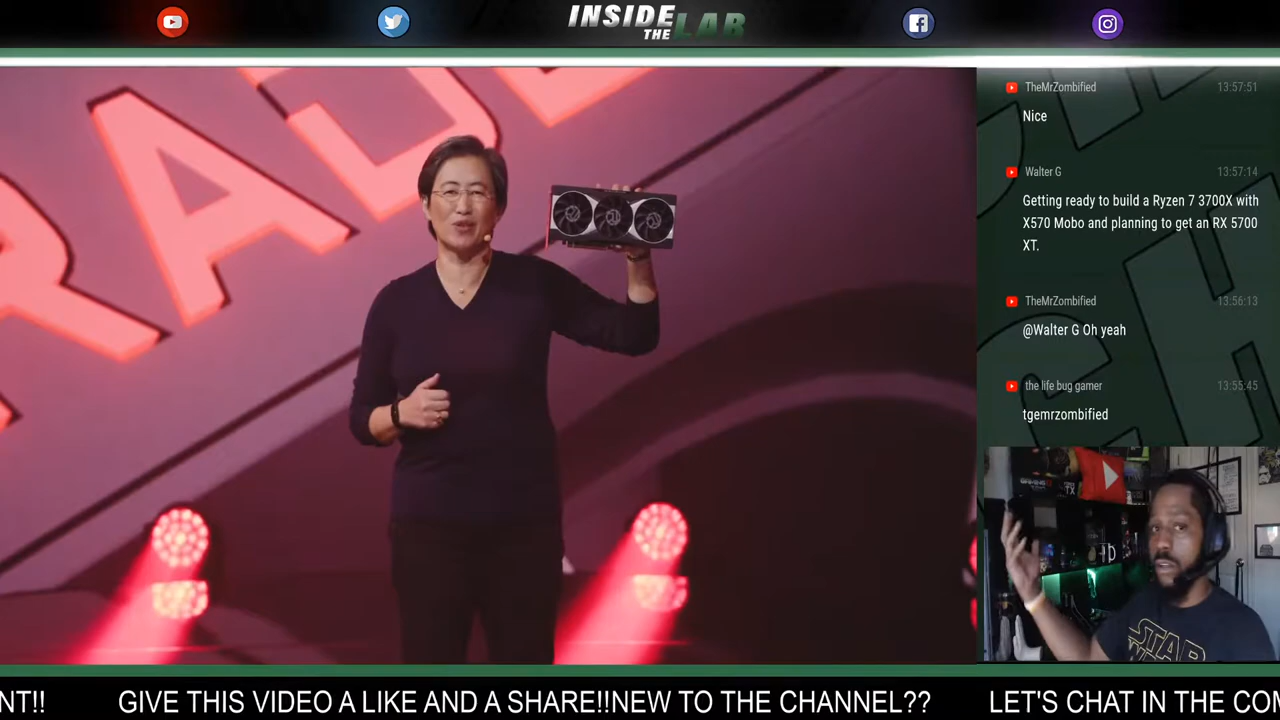 INSIDE
THE LAB
RAD
TheMrZombified 13:57:51
Nice
Walter G 13:57:14
Getting ready to build a Ryzen 7 3700X with
X570 Mobo and planning to get an RX 5700
XT.
TheMrZombified 13:56:13
@Walter G Oh yeah
the life bug gamer 13:55:45
tgemrzombified
STAR
NT!! GIVE THIS VIDEO A LIKE AND A SHARE!!NEW TO THE CHANNEL?? LET'S CHAT IN THE COM